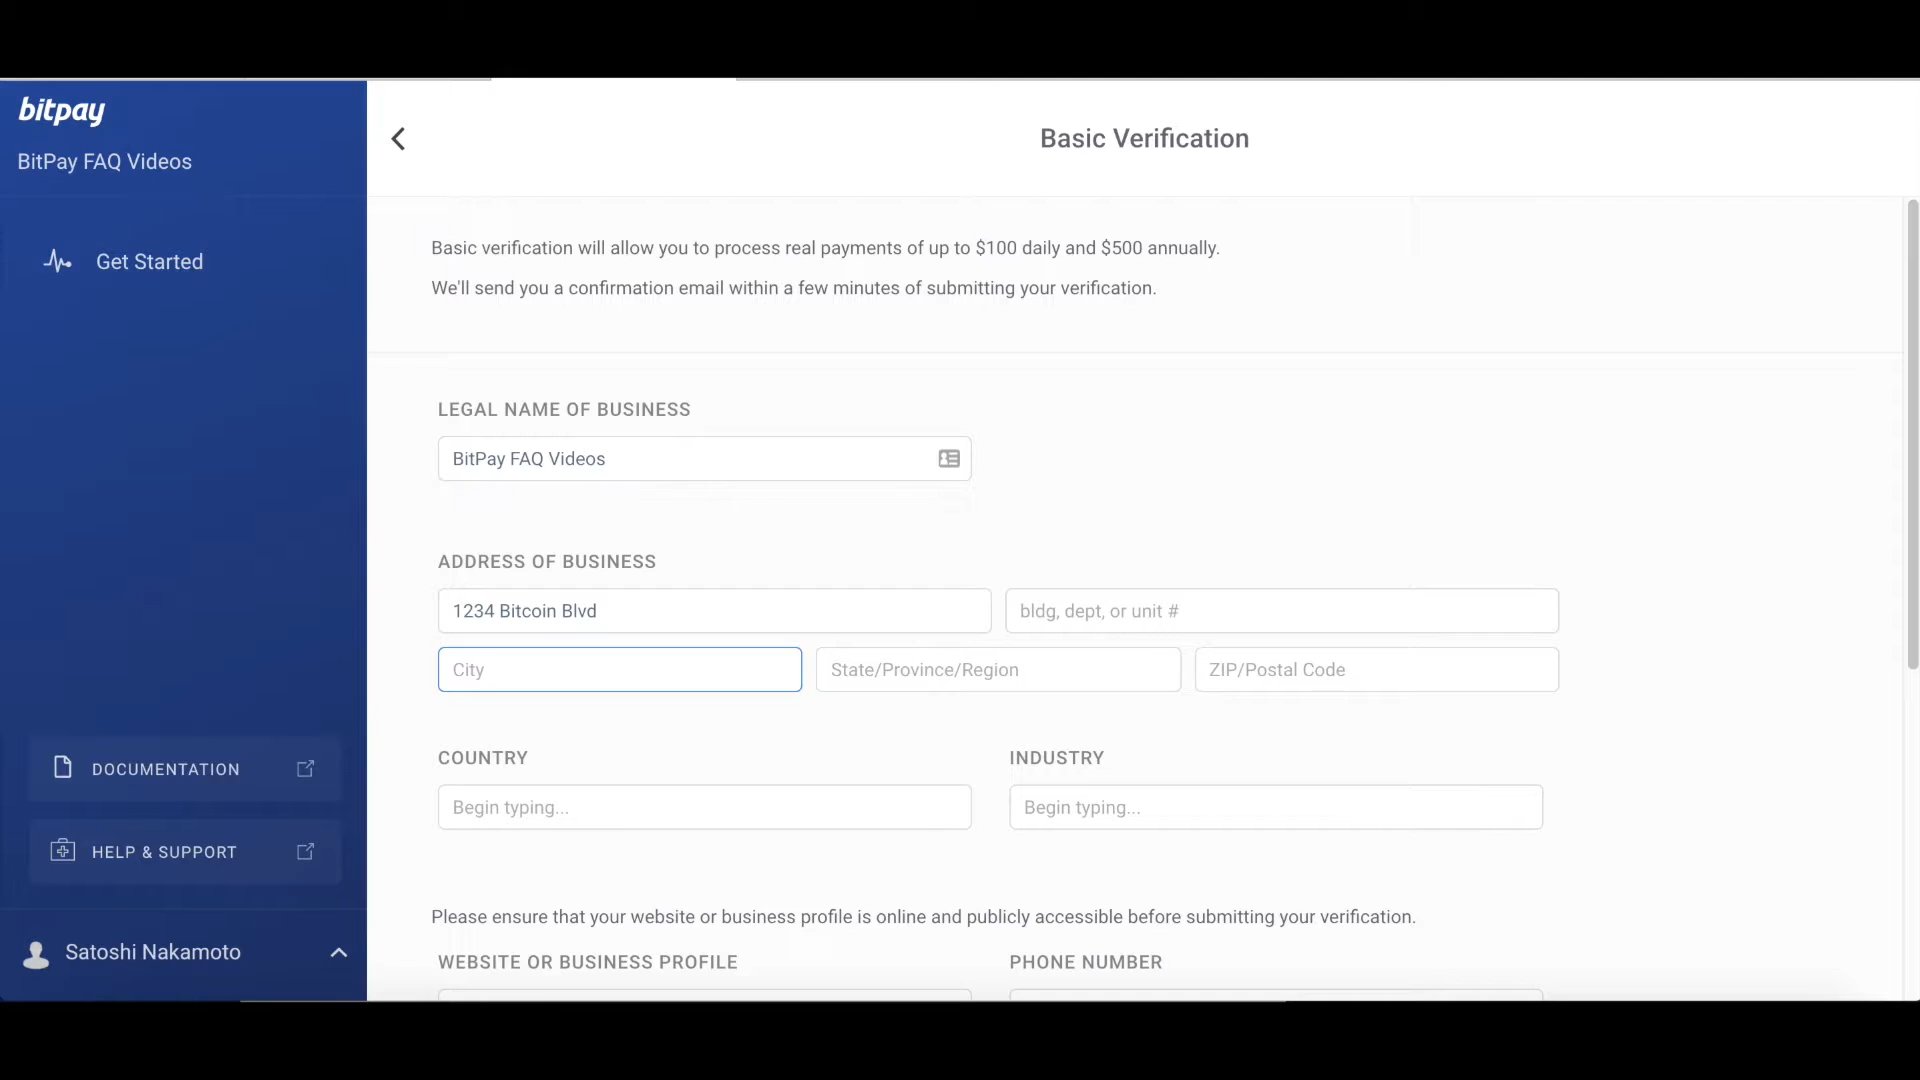 bitpay
BitPay FAQ Videos
Get Started
DOCUMENTATION
HELP & SUPPORT
Satoshi Nakamoto
Basic Verification
Basic verification will allow you to process real payments of up to $100 daily and $500 annually.
We'll send you a confirmation email within a few minutes of submitting your verification.
LEGAL NAME OF BUSINESS
BitPay FAQ Videos
ADDRESS OF BUSINESS
1234 Bitcoin Blvd
bldg, dept, or unit #
City
State/Province/Region
ZIP/Postal Code
COUNTRY
INDUSTRY
Begin typing...
Begin typing...
Please ensure that your website or business profile is online and publicly accessible before submitting your verification.
WEBSITE OR BUSINESS PROFILE
PHONE NUMBER